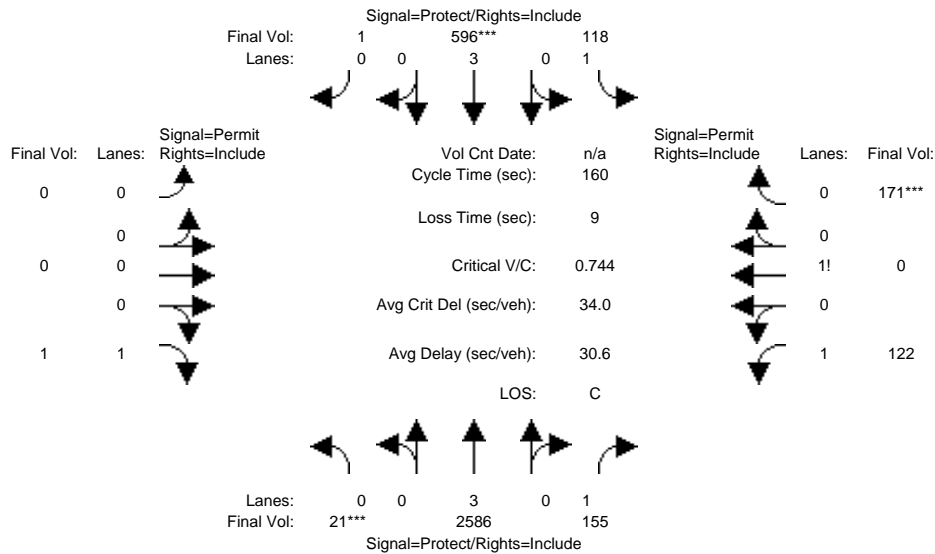 Signal=Protect/Rights=Include
Final Vol: 1 596*** 118
Lanes: 0 0 3 0 1
Signal=Permit
Final Vol: Lanes: Rights=Include
Vol Cnt Date: n/a
Signal=Permit
Rights=Include Lanes: Final Vol:
Cycle Time (sec): 160
0 0
0 171***
Loss Time (sec): 9
0
0
0 0
Critical V/C: 0.744
1! 0
0
Avg Crit Del (sec/veh): 34.0
0
1 1
Avg Delay (sec/veh): 30.6
1 122
LOS: C
Lanes: 0 0 3 0 1
Final Vol: 21*** 2586 155
Signal=Protect/Rights=Include